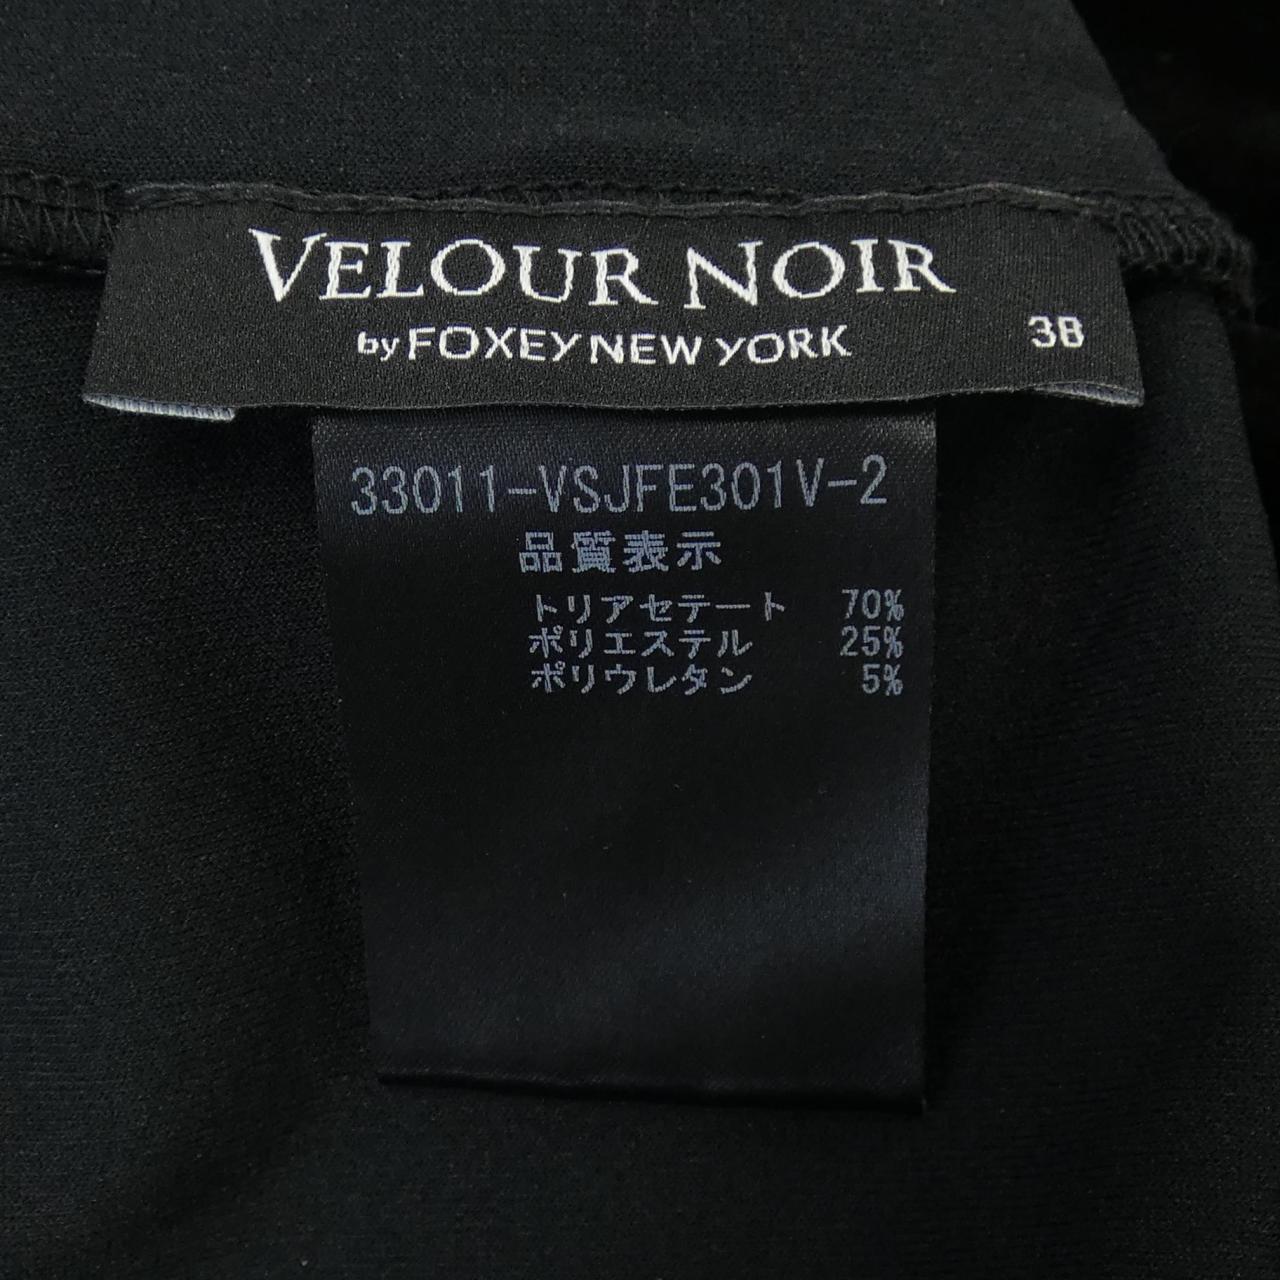 VELOUR NOIR
by FOXEY NEW YORK 38
33011-VSJFE301V-2
品質表示
トリアセテート 70%
ポリエステル 25%
ポリウレタン 5%